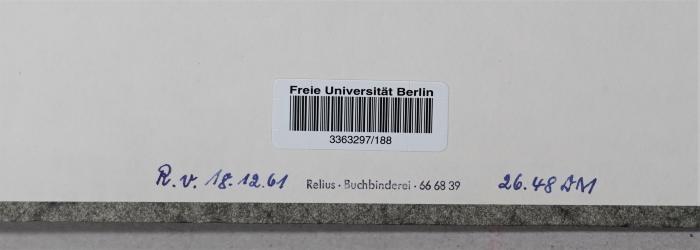 Freie Universität Berlin
3363297/188
R. v. 18.12.61 Relius · Buchbinderei · 66 68 39 26.48 DM